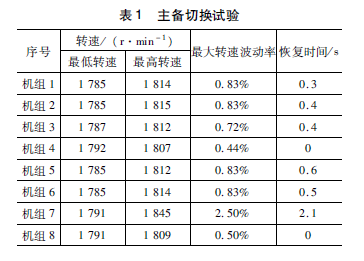 表 1 主备切换试验
序号 转速/ (r·min⁻¹) 最大转速波动率 恢复时间/s
最低转速 最高转速
机组 1 1 785 1 814 0. 83% 0. 3
机组 2 1 785 1 815 0. 83% 0. 4
机组 3 1 787 1 812 0. 72% 0. 4
机组 4 1 792 1 807 0. 44% 0
机组 5 1 785 1 812 0. 83% 0. 6
机组 6 1 785 1 814 0. 83% 0. 5
机组 7 1 791 1 845 2. 50% 2. 1
机组 8 1 791 1 809 0. 50% 0